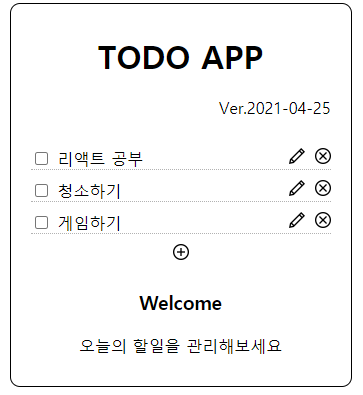 TODO APP
Ver.2021-04-25
리액트 공부
청소하기
게임하기
Welcome
오늘의 할일을 관리해보세요